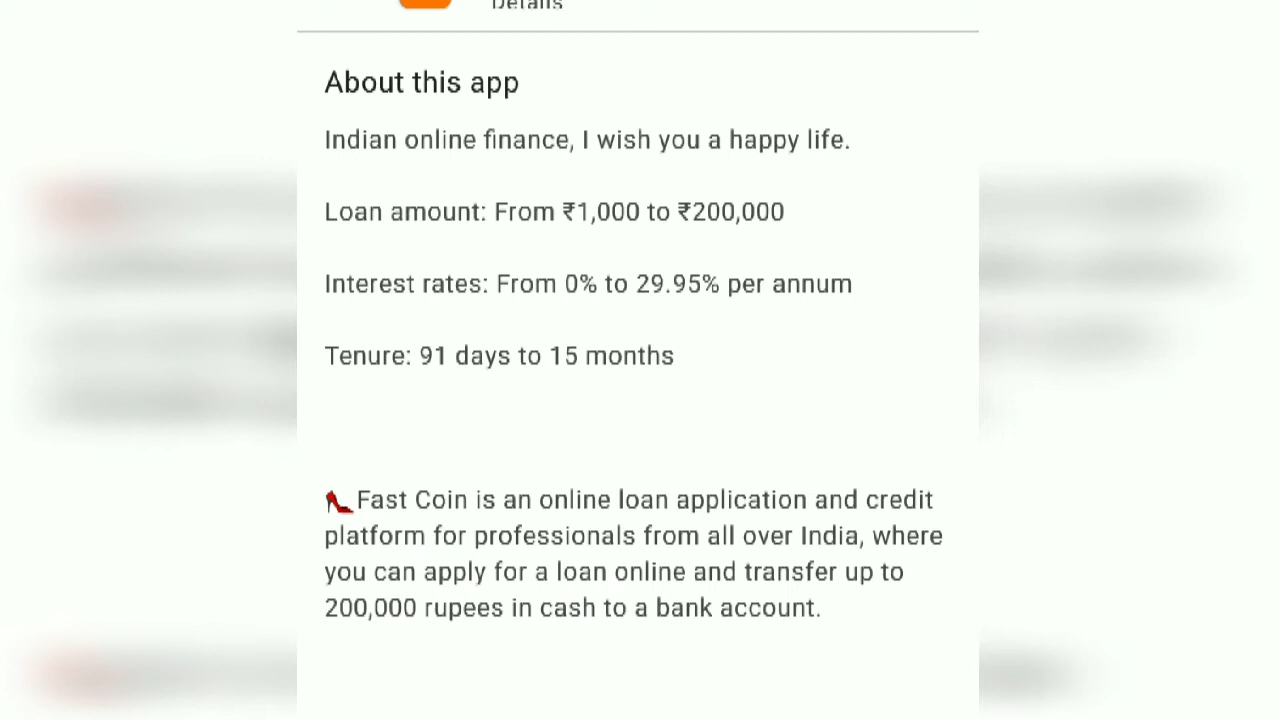 Details
About this app
Indian online finance, I wish you a happy life.
Loan amount: From ₹1,000 to ₹200,000
Interest rates: From 0% to 29.95% per annum
Tenure: 91 days to 15 months
👠Fast Coin is an online loan application and credit
platform for professionals from all over India, where
you can apply for a loan online and transfer up to
200,000 rupees in cash to a bank account.